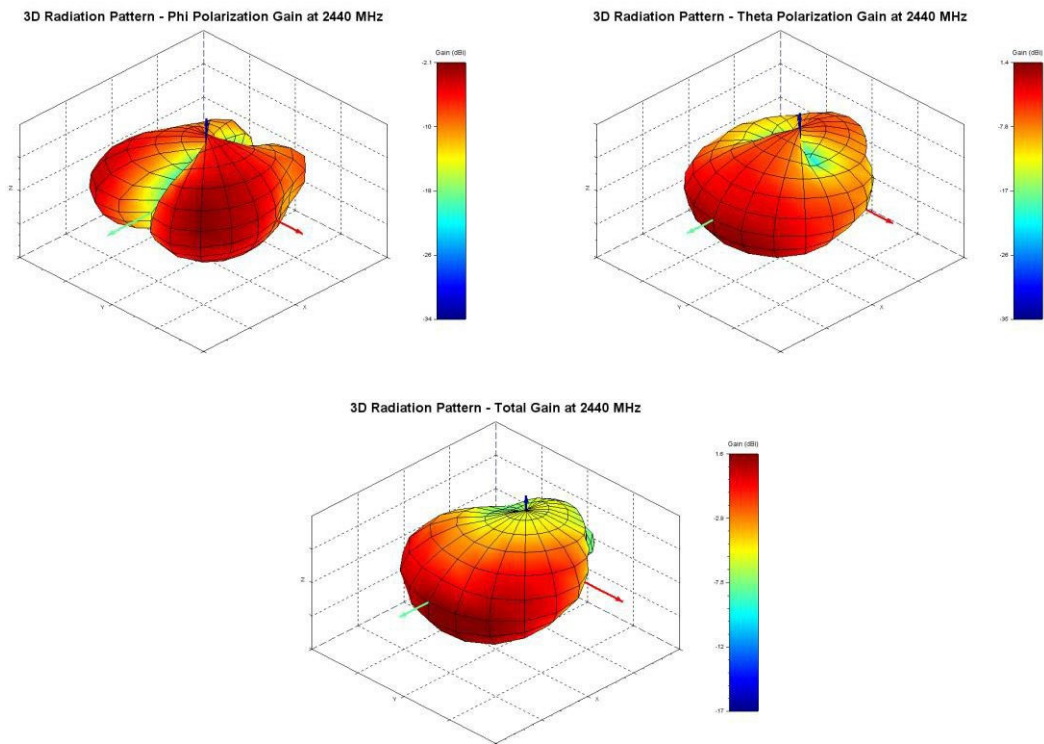 3D Radiation Pattern - Phi Polarization Gain at 2440 MHz
Gain (dBi)
-2.1
-10
-18
-26
-34
Z
Y
X
3D Radiation Pattern - Theta Polarization Gain at 2440 MHz
Gain (dBi)
1.4
-7.8
-17
-26
-35
Z
Y
X
3D Radiation Pattern - Total Gain at 2440 MHz
Gain (dBi)
1.6
-2.9
-7.5
-12
-17
Z
Y
X